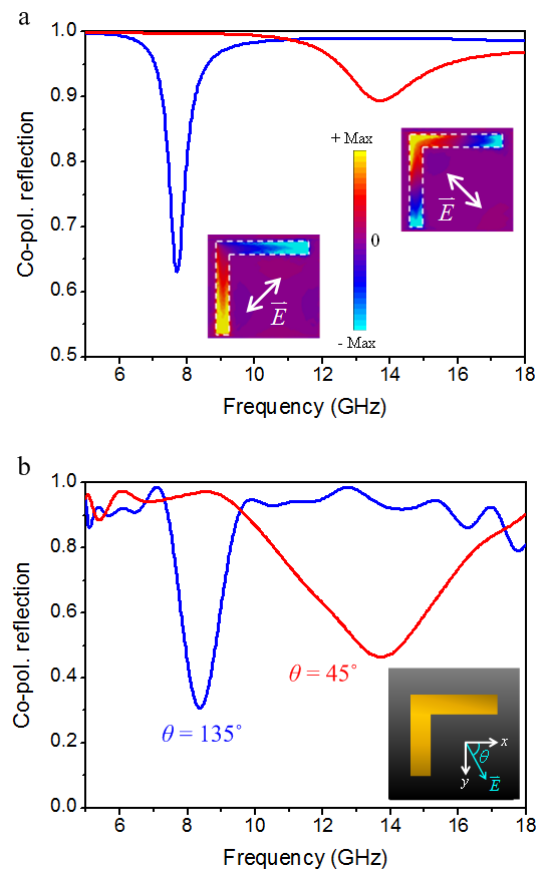 a
1.0
0.9
0.8
0.7
0.6
0.5
Co-pol. reflection
+ Max
0
- Max
E
E
6 8 10 12 14 16 18
Frequency (GHz)
b
1.0
0.8
0.6
0.4
0.2
0.0
Co-pol. reflection
θ = 45°
θ = 135°
x
θ
y
E
6 8 10 12 14 16 18
Frequency (GHz)